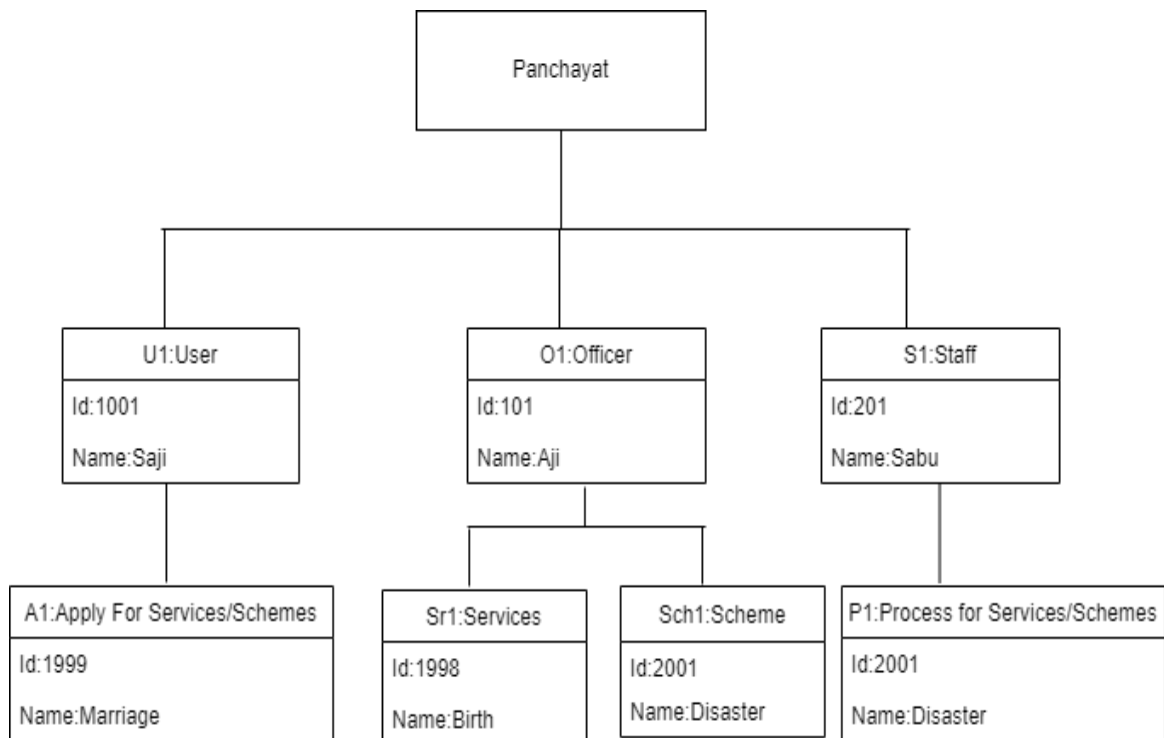 Panchayat
U1:User
Id:1001
Name:Saji
O1:Officer
Id:101
Name:Aji
S1:Staff
Id:201
Name:Sabu
A1:Apply For Services/Schemes
Id:1999
Name:Marriage
Sr1:Services
Id:1998
Name:Birth
Sch1:Scheme
Id:2001
Name:Disaster
P1:Process for Services/Schemes
Id:2001
Name:Disaster